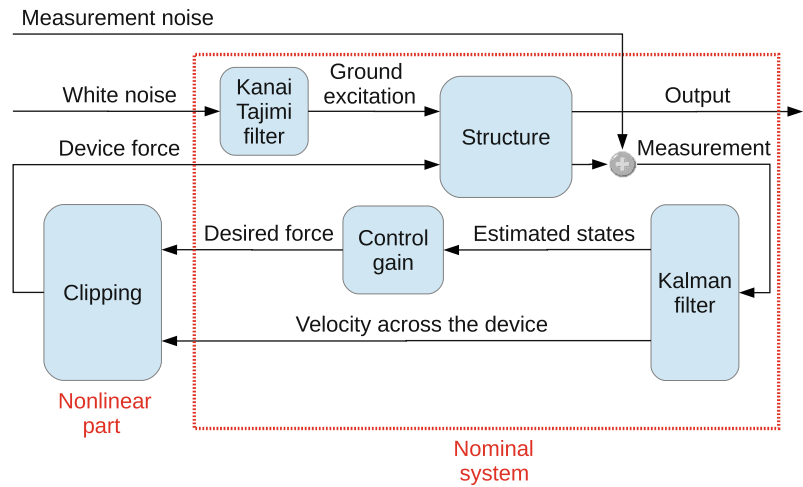 Measurement noise
White noise
Kanai
Tajimi
filter
Ground
excitation
Structure
Output
Device force
Measurement
Clipping
Desired force
Control
gain
Estimated states
Kalman
filter
Velocity across the device
Nonlinear
part
Nominal
system